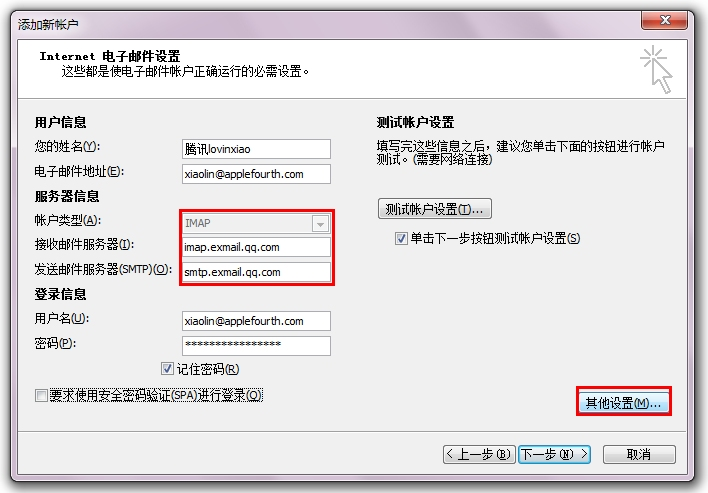 添加新帐户
Internet 电子邮件设置
这些都是使电子邮件帐户正确运行的必需设置。
用户信息
您的姓名(Y):
腾讯lovinxiao
电子邮件地址(E):
xiaolin@applefourth.com
服务器信息
帐户类型(A):
IMAP
接收邮件服务器(I):
imap.exmail.qq.com
发送邮件服务器(SMTP)(O):
smtp.exmail.qq.com
登录信息
用户名(U):
xiaolin@applefourth.com
密码(P):
****************
记住密码(R)
要求使用安全密码验证(SPA)进行登录(Q)
测试帐户设置
填写完这些信息之后，建议您单击下面的按钮进行帐户
测试。(需要网络连接)
测试帐户设置(T)...
单击下一步按钮测试帐户设置(S)
其他设置(M)...
< 上一步(B)
下一步(N) >
取消